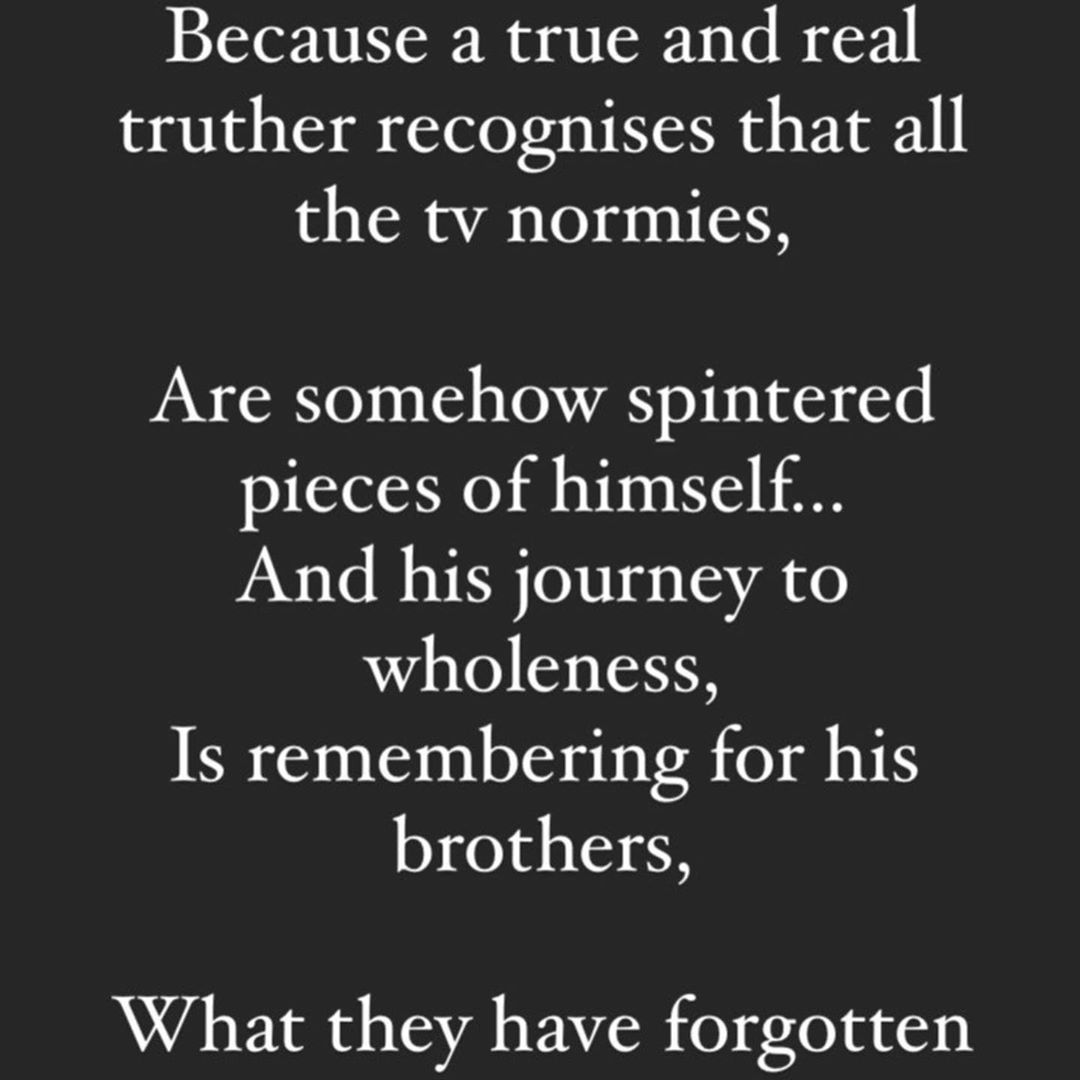 Because a true and real
truther recognises that all
the tv normies,
Are somehow spintered
pieces of himself...
And his journey to
wholeness,
Is remembering for his
brothers,
What they have forgotten